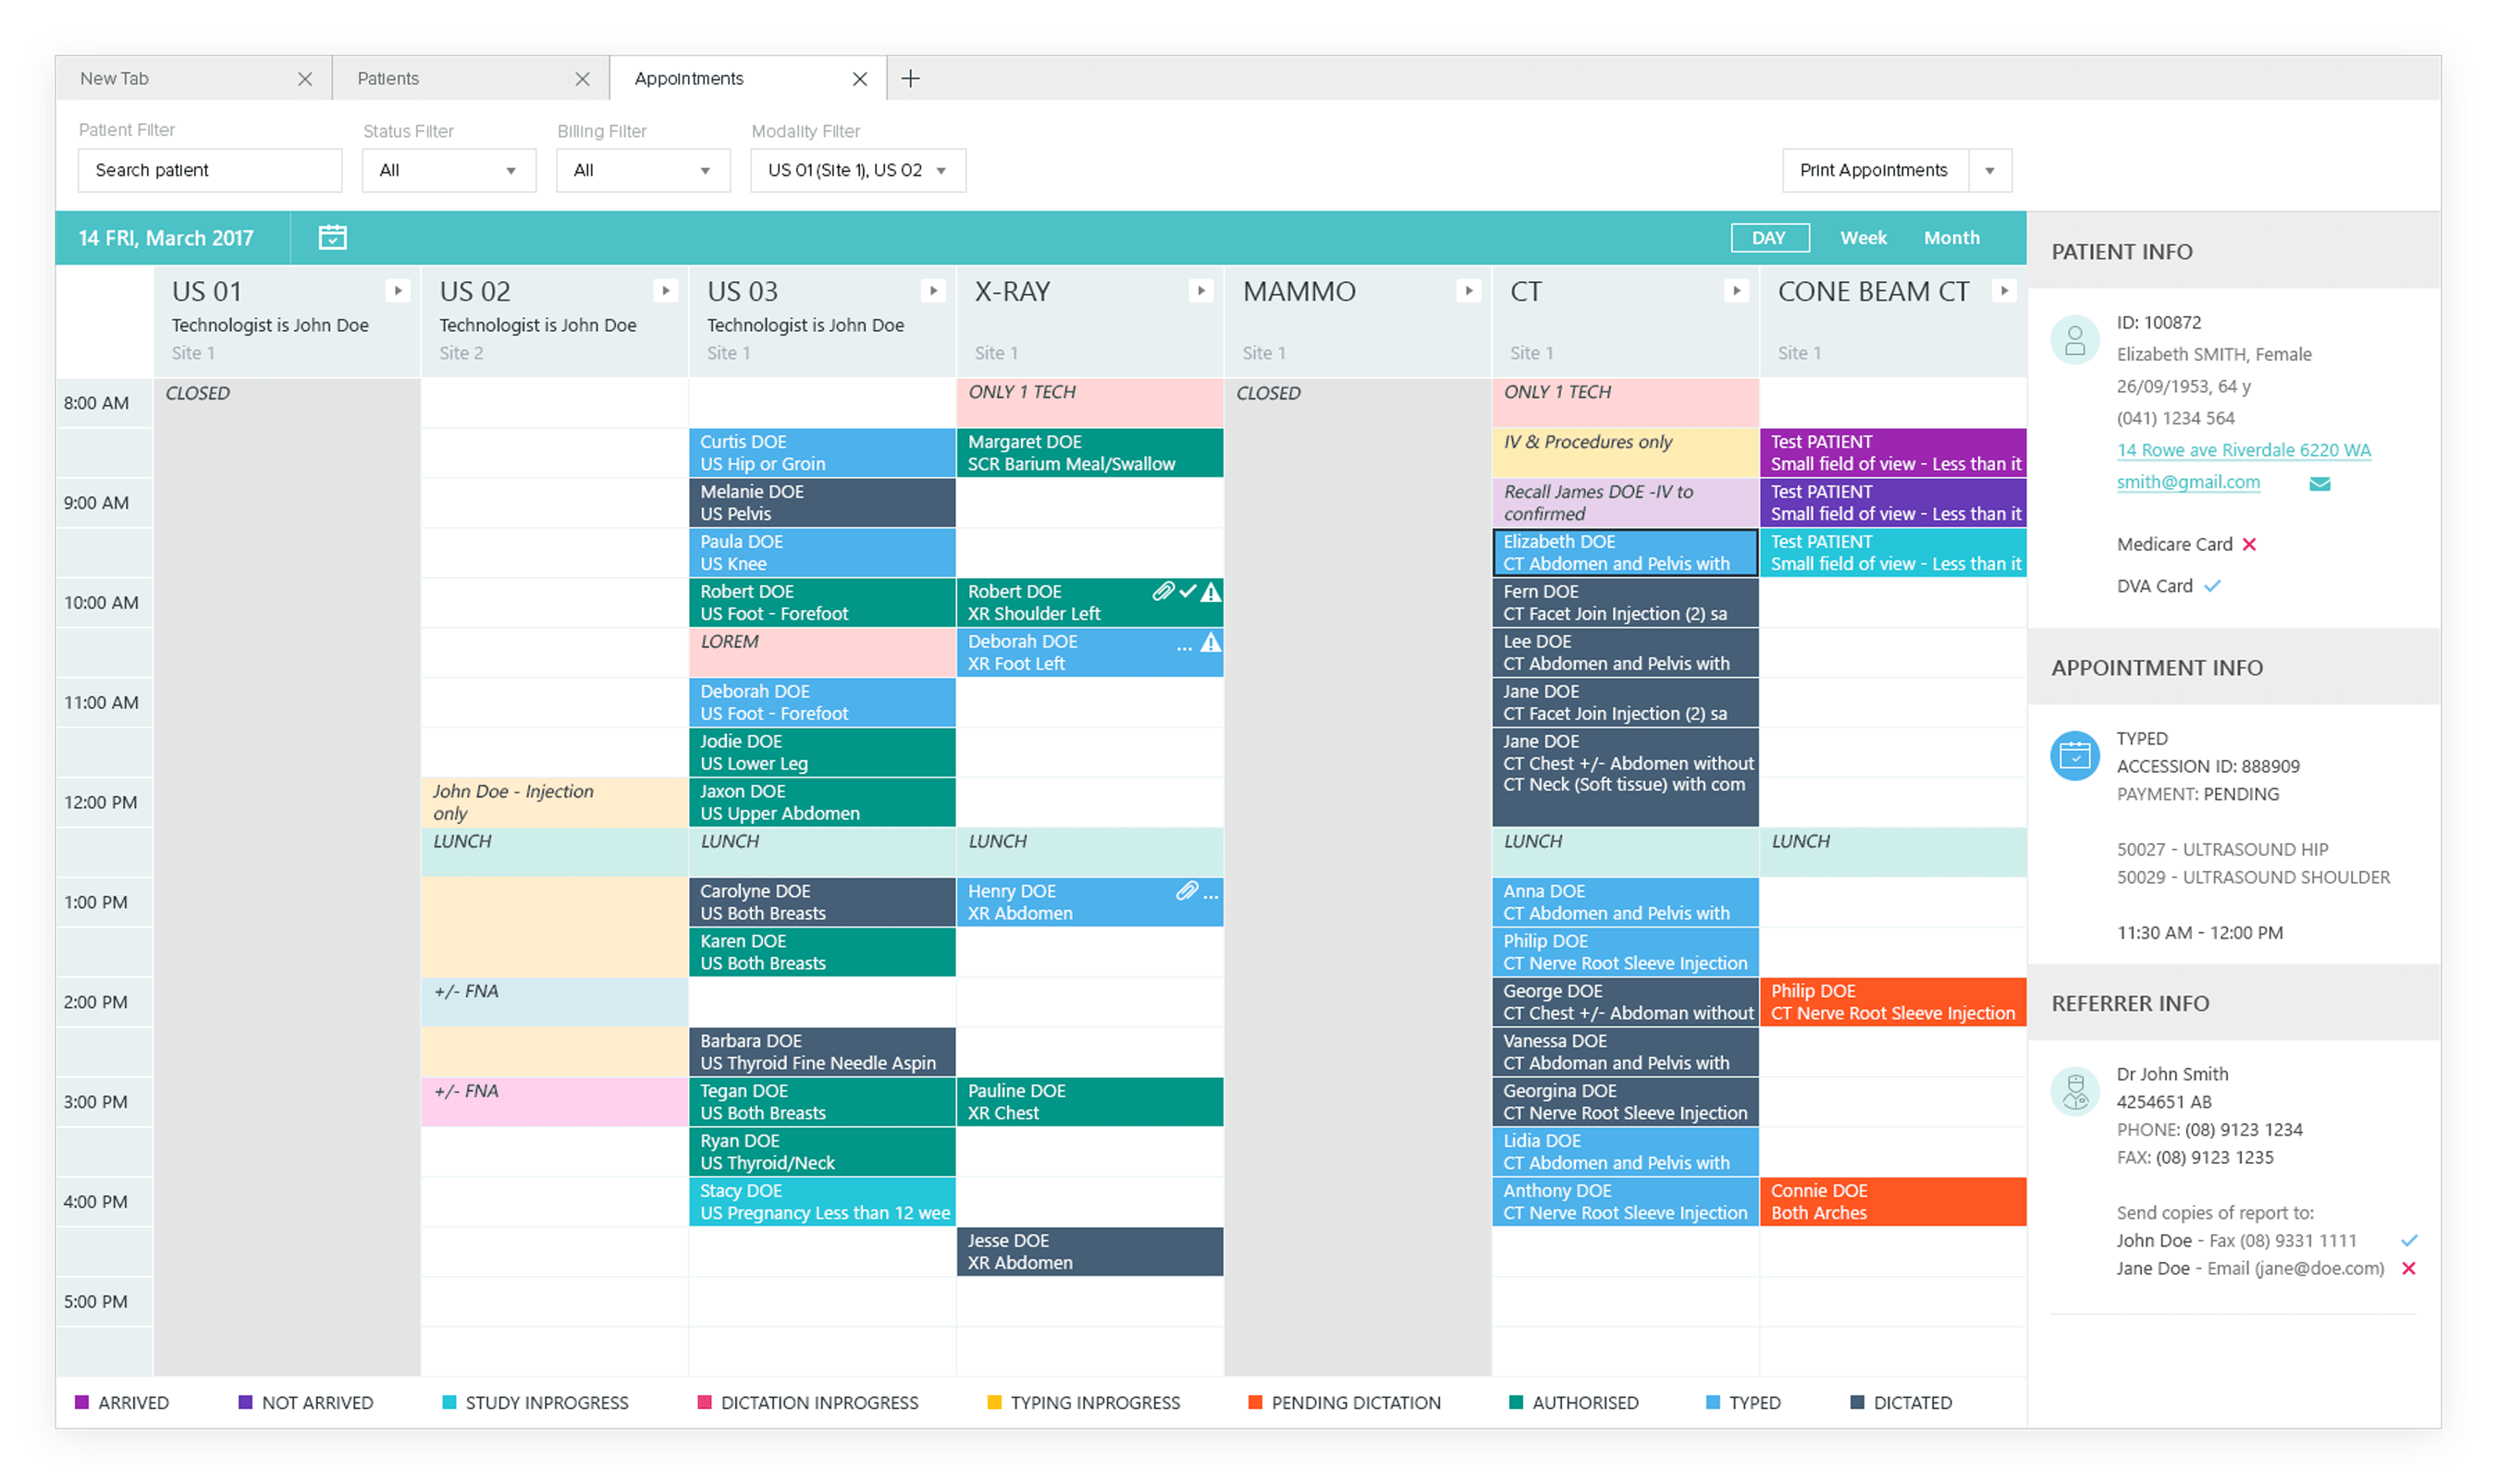 New Tab
Patients
Appointments
Patient Filter
Status Filter
Billing Filter
Modality Filter
Search patient
All
All
US 01 (Site 1), US 02
Print Appointments
14 FRI, March 2017
DAY
Week
Month
US 01
Technologist is John Doe
Site 1
US 02
Technologist is John Doe
Site 2
US 03
Technologist is John Doe
Site 1
X-RAY
Site 1
MAMMO
Site 1
CT
Site 1
CONE BEAM CT
Site 1
8:00 AM
9:00 AM
10:00 AM
11:00 AM
12:00 PM
1:00 PM
2:00 PM
3:00 PM
4:00 PM
5:00 PM
CLOSED
John Doe - Injection
only
LUNCH
+/- FNA
+/- FNA
Curtis DOE
US Hip or Groin
Melanie DOE
US Pelvis
Paula DOE
US Knee
Robert DOE
US Foot - Forefoot
LOREM
Deborah DOE
US Foot - Forefoot
Jodie DOE
US Lower Leg
Jaxon DOE
US Upper Abdomen
LUNCH
Carolyne DOE
US Both Breasts
Karen DOE
US Both Breasts
Barbara DOE
US Thyroid Fine Needle Aspin
Tegan DOE
US Both Breasts
Ryan DOE
US Thyroid/Neck
Stacy DOE
US Pregnancy Less than 12 wee
ONLY 1 TECH
Margaret DOE
SCR Barium Meal/Swallow
Robert DOE
XR Shoulder Left
Deborah DOE
...
XR Foot Left
LUNCH
Henry DOE
...
XR Abdomen
Pauline DOE
XR Chest
Jesse DOE
XR Abdomen
CLOSED
ONLY 1 TECH
IV & Procedures only
Recall James DOE -IV to
confirmed
Elizabeth DOE
CT Abdomen and Pelvis with
Fern DOE
CT Facet Join Injection (2) sa
Lee DOE
CT Abdomen and Pelvis with
Jane DOE
CT Facet Join Injection (2) sa
Jane DOE
CT Chest +/- Abdomen without
CT Neck (Soft tissue) with com
LUNCH
Anna DOE
CT Abdomen and Pelvis with
Philip DOE
CT Nerve Root Sleeve Injection
George DOE
CT Chest +/- Abdoman without
Vanessa DOE
CT Abdoman and Pelvis with
Georgina DOE
CT Nerve Root Sleeve Injection
Lidia DOE
CT Abdomen and Pelvis with
Anthony DOE
CT Nerve Root Sleeve Injection
Test PATIENT
Small field of view - Less than it
Test PATIENT
Small field of view - Less than it
Test PATIENT
Small field of view - Less than it
LUNCH
Philip DOE
CT Nerve Root Sleeve Injection
Connie DOE
Both Arches
PATIENT INFO
ID: 100872
Elizabeth SMITH, Female
26/09/1953, 64 y
(041) 1234 564
14 Rowe ave Riverdale 6220 WA
smith@gmail.com
Medicare Card
DVA Card
APPOINTMENT INFO
TYPED
ACCESSION ID: 888909
PAYMENT: PENDING
50027 - ULTRASOUND HIP
50029 - ULTRASOUND SHOULDER
11:30 AM - 12:00 PM
REFERRER INFO
Dr John Smith
4254651 AB
PHONE: (08) 9123 1234
FAX: (08) 9123 1235
Send copies of report to:
John Doe - Fax (08) 9331 1111
Jane Doe - Email (jane@doe.com)
ARRIVED
NOT ARRIVED
STUDY INPROGRESS
DICTATION INPROGRESS
TYPING INPROGRESS
PENDING DICTATION
AUTHORISED
TYPED
DICTATED